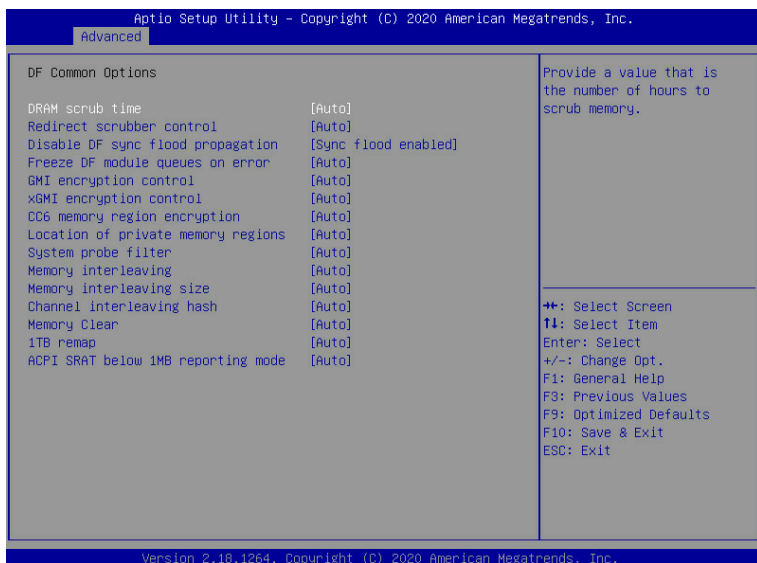 Aptio Setup Utility – Copyright (C) 2020 American Megatrends, Inc.
Advanced
DF Common Options
DRAM scrub time [Auto]
Redirect scrubber control [Auto]
Disable DF sync flood propagation [Sync flood enabled]
Freeze DF module queues on error [Auto]
GMI encryption control [Auto]
xGMI encryption control [Auto]
CC6 memory region encryption [Auto]
Location of private memory regions [Auto]
System probe filter [Auto]
Memory interleaving [Auto]
Memory interleaving size [Auto]
Channel interleaving hash [Auto]
Memory Clear [Auto]
1TB remap [Auto]
ACPI SRAT below 1MB reporting mode [Auto]
Provide a value that is
the number of hours to
scrub memory.
→←: Select Screen
↑↓: Select Item
Enter: Select
+/-: Change Opt.
F1: General Help
F3: Previous Values
F9: Optimized Defaults
F10: Save & Exit
ESC: Exit
Version 2.18.1264. Copyright (C) 2020 American Megatrends, Inc.